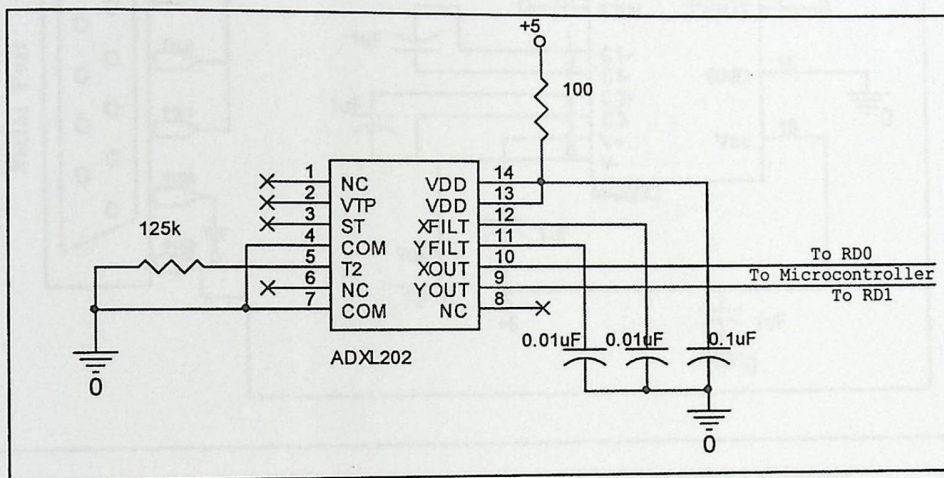 +5
100
1 NC VDD 14
2 VTP VDD 13
3 ST XFILT 12
4 COM YFILT 11
5 T2 XOUT 10
6 NC YOUT 9
7 COM NC 8
125k
To RD0
To Microcontroller
To RD1
0.01uF 0.01uF 0.1uF
ADXL202
0
0